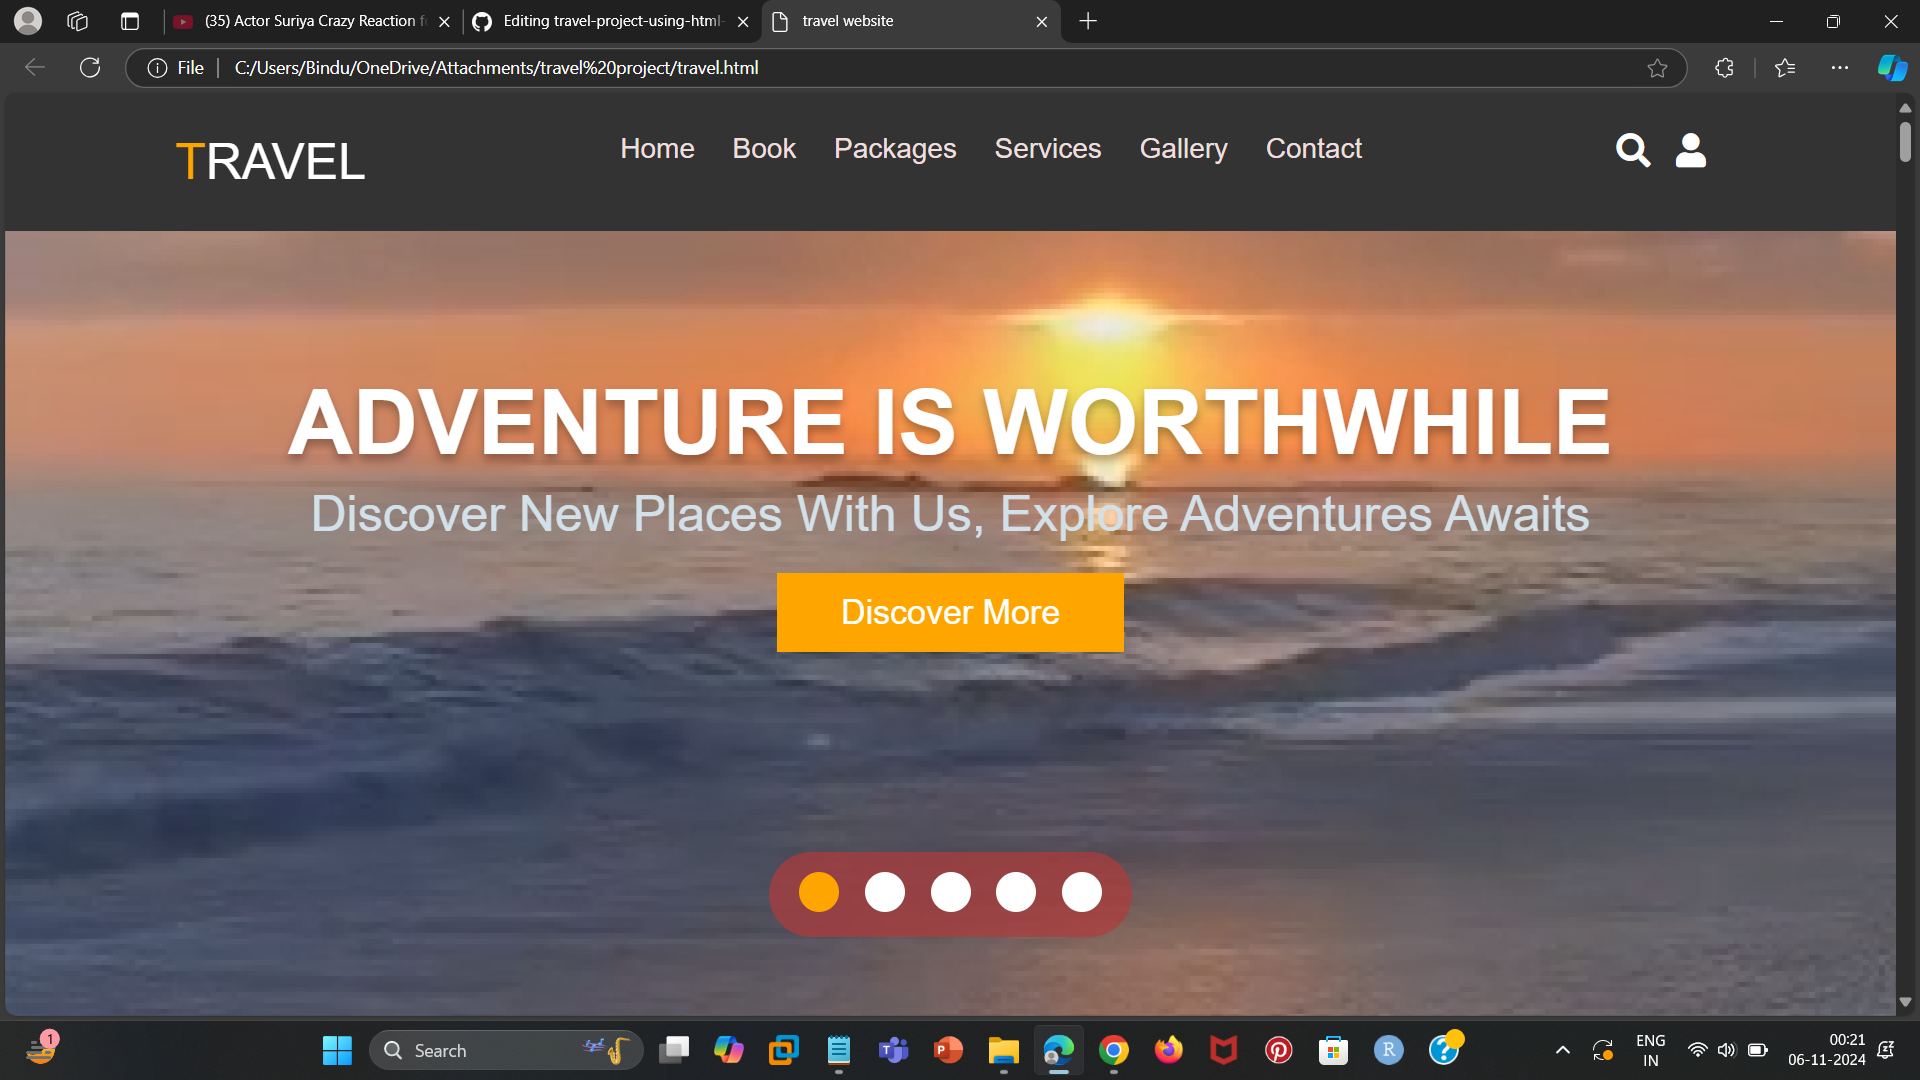 (35) Actor Suriya Crazy Reaction f
Editing travel-project-using-html-
travel website
File
C:/Users/Bindu/OneDrive/Attachments/travel%20project/travel.html
TRAVEL
Home
Book
Packages
Services
Gallery
Contact
ADVENTURE IS WORTHWHILE
Discover New Places With Us, Explore Adventures Awaits
Discover More
1
Search
T
P
R
?
ENG
IN
00:21
06-11-2024